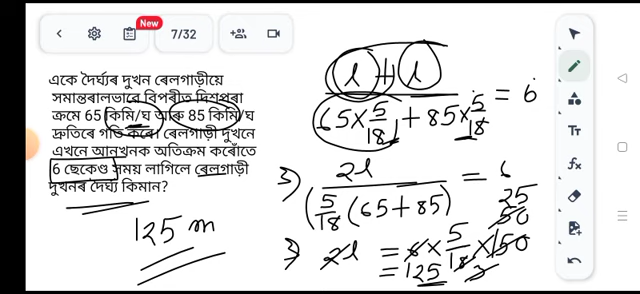 New
7/32
একে দৈৰ্ঘ্যৰ দুখন ৰেলগাড়ীয়ে
সমান্তৰালভাৱে বিপৰীত দিশৰপৰা
ক্ৰমে 65 কিমি/ঘ আৰু 85 কিমি/ঘ
দ্ৰুতিৰে গতি কৰে। ৰেলগাড়ী দুখনে
এখনে আনখনক অতিক্ৰম কৰোঁতে
6 ছেকেণ্ড সময় লাগিলে ৰেলগাড়ী
দুখনৰ দৈৰ্ঘ্য কিমান?
125 m
l + l
65 × 5/18 + 85 × 5/18 = 6
2l
5/18 (65 + 85) = 6
25
50
2l = 6 × 5/18 × 150
= 125 3
Tт
fx